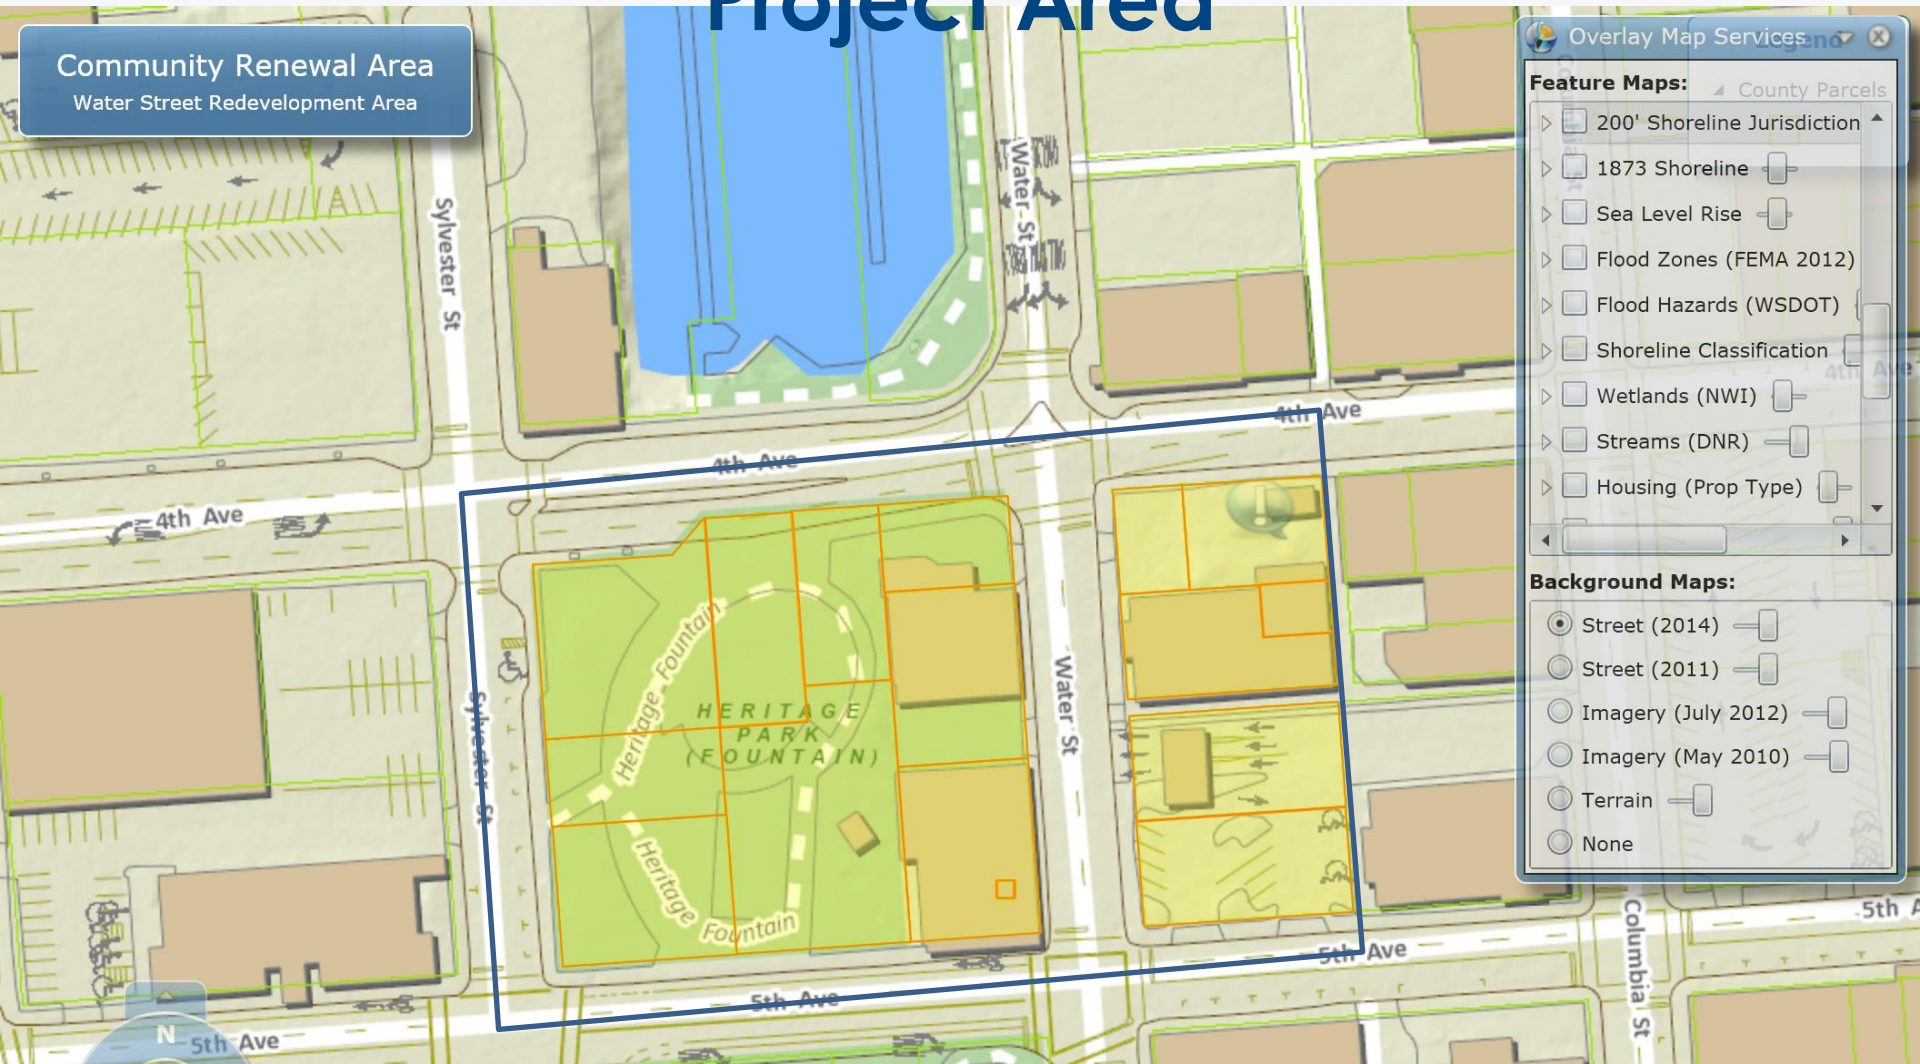 Project Area
Community Renewal Area
Water Street Redevelopment Area
Overlay Map Services
Legend
Feature Maps:
County Parcels
200' Shoreline Jurisdiction
1873 Shoreline
Sea Level Rise
Flood Zones (FEMA 2012)
Flood Hazards (WSDOT)
Shoreline Classification
Wetlands (NWI)
Streams (DNR)
Housing (Prop Type)
Background Maps:
Street (2014)
Street (2011)
Imagery (July 2012)
Imagery (May 2010)
Terrain
None
Sylvester St
Water St
4th Ave
4th Ave
4th Ave
4th Ave
Heritage Fountain
HERITAGE
PARK
(FOUNTAIN)
Heritage Fountain
Sylvester St
Water St
Columbia St
5th Ave
5th Ave
5th Ave
5th A
N